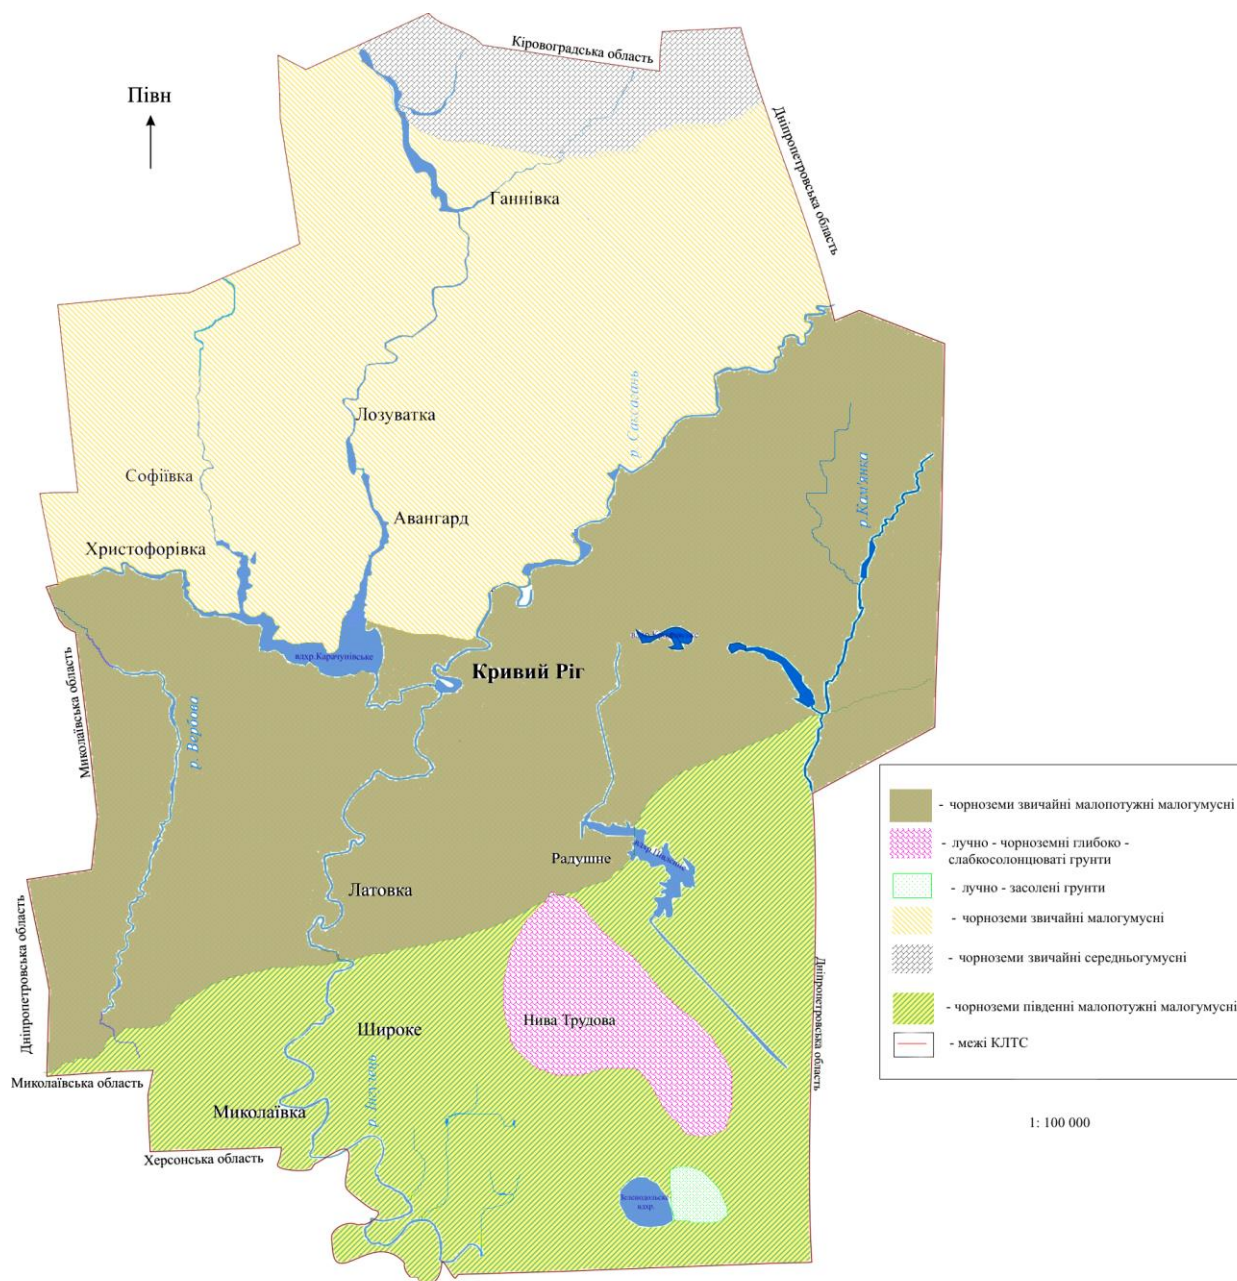 Кіровоградська область
Півн
Дніпропетровська область
Ганнівка
р. Саксагань
Лозуватка
Софіївка
р.Кам'янка
Авангард
Христофорівка
вдхр.Карачунівське
Кривий Ріг
Миколаївська область
р. Вербова
- чорноземи звичайні малопотужні малогумусні
- лучно - чорноземні глибоко -
слабкосолонцюваті грунти
- лучно - засолені грунти
- чорноземи звичайні малогумусні
- чорноземи звичайні середньогумусні
- чорноземи південні малопотужні малогумусні
- межі КЛТС
Радушне
вдхр.Південне
Латовка
Дніпропетровська область
Нива Трудова
Широке
Дніпропетровська область
Миколаївська область
р. Інгулець
Миколаївка
1: 100 000
Херсонська область
вдхр.